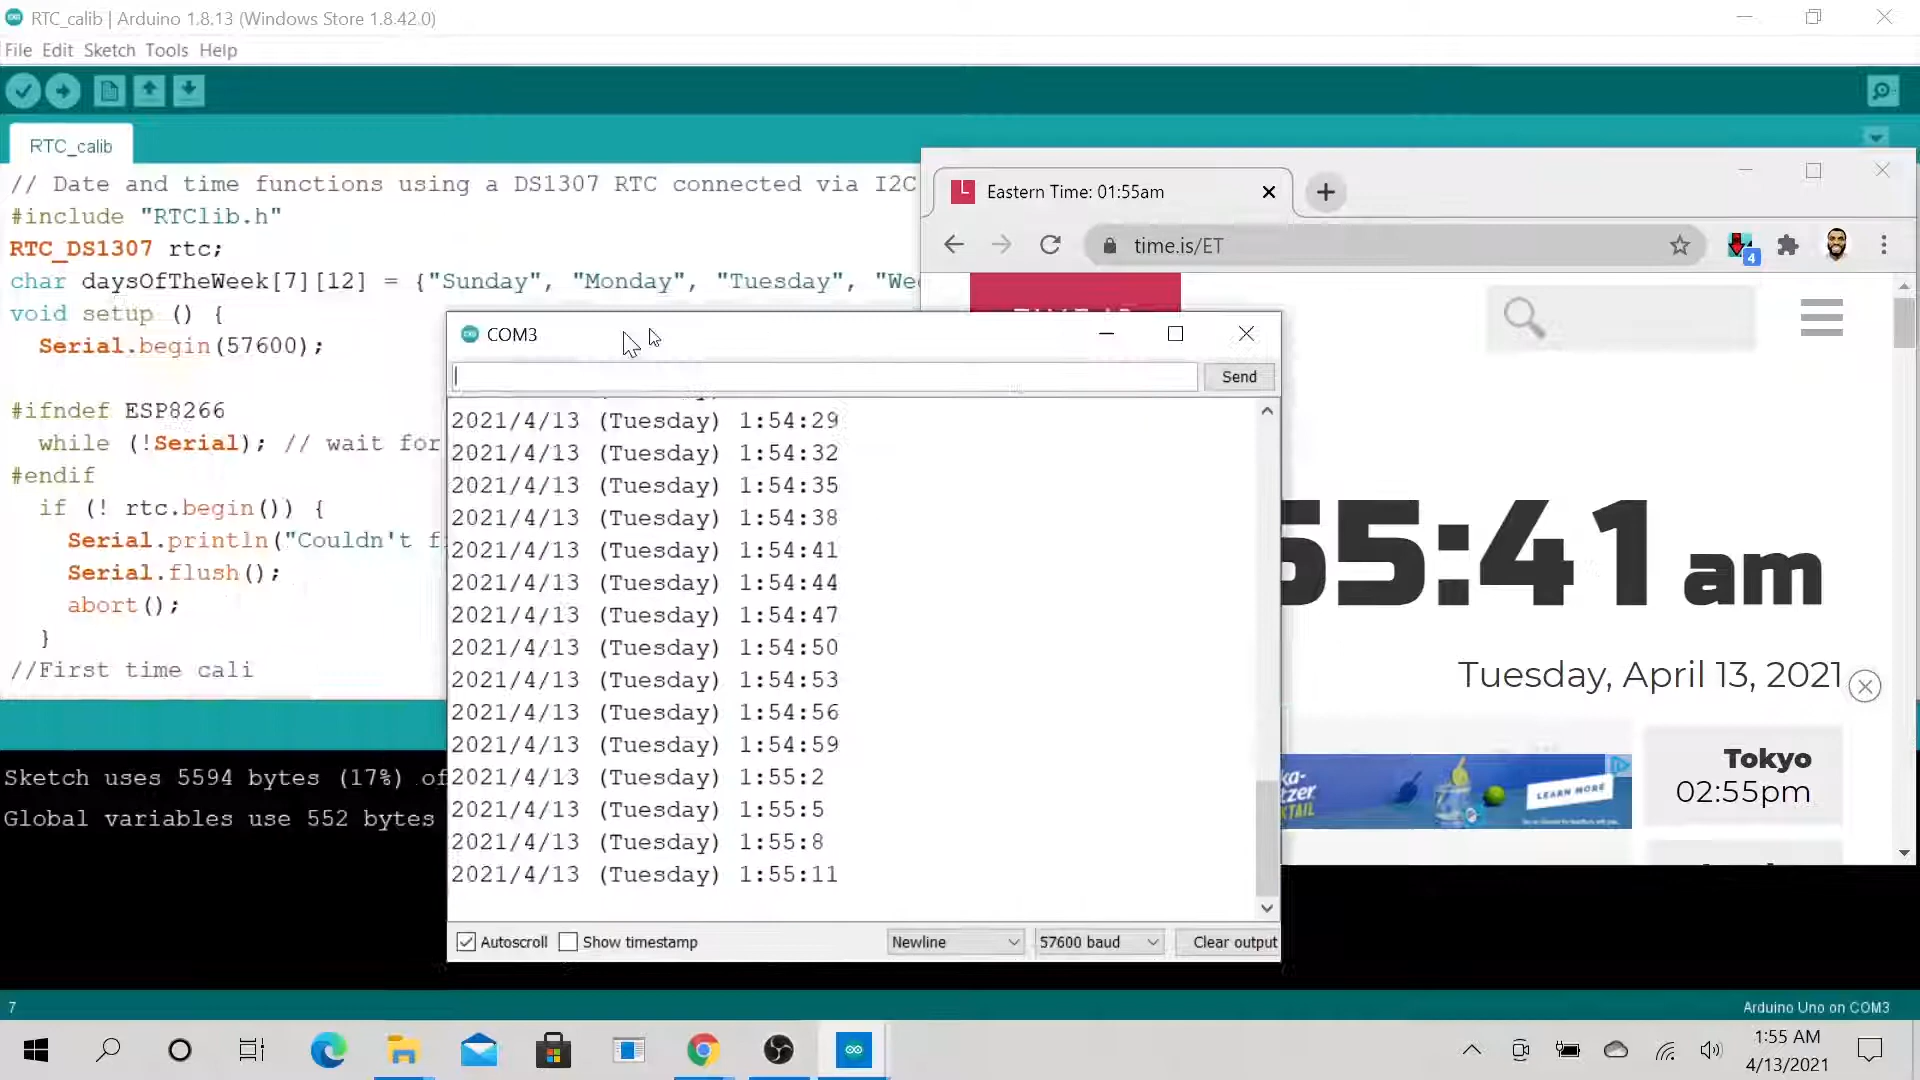 RTC_calib | Arduino 1.8.13 (Windows Store 1.8.42.0)
File Edit Sketch Tools Help
RTC_calib
// Date and time functions using a DS1307 RTC connected via I2C
#include "RTClib.h"
RTC_DS1307 rtc;
char daysOfTheWeek[7][12] = {"Sunday", "Monday", "Tuesday", "We
void setup () {
Serial.begin(57600);
#ifndef ESP8266
while (!Serial); // wait for
#endif
if (! rtc.begin()) {
Serial.println("Couldn't f
Serial.flush();
abort();
}
//First time cali
Sketch uses 5594 bytes (17%) of
Global variables use 552 bytes
COM3
Send
2021/4/13 (Tuesday) 1:54:29
2021/4/13 (Tuesday) 1:54:32
2021/4/13 (Tuesday) 1:54:35
2021/4/13 (Tuesday) 1:54:38
2021/4/13 (Tuesday) 1:54:41
2021/4/13 (Tuesday) 1:54:44
2021/4/13 (Tuesday) 1:54:47
2021/4/13 (Tuesday) 1:54:50
2021/4/13 (Tuesday) 1:54:53
2021/4/13 (Tuesday) 1:54:56
2021/4/13 (Tuesday) 1:54:59
2021/4/13 (Tuesday) 1:55:2
2021/4/13 (Tuesday) 1:55:5
2021/4/13 (Tuesday) 1:55:8
2021/4/13 (Tuesday) 1:55:11
Autoscroll Show timestamp Newline 57600 baud Clear output
Eastern Time: 01:55am
time.is/ET
4
55:41 am
Tuesday, April 13, 2021
LEARN MORE
Tokyo
02:55pm
7
Arduino Uno on COM3
1:55 AM
4/13/2021